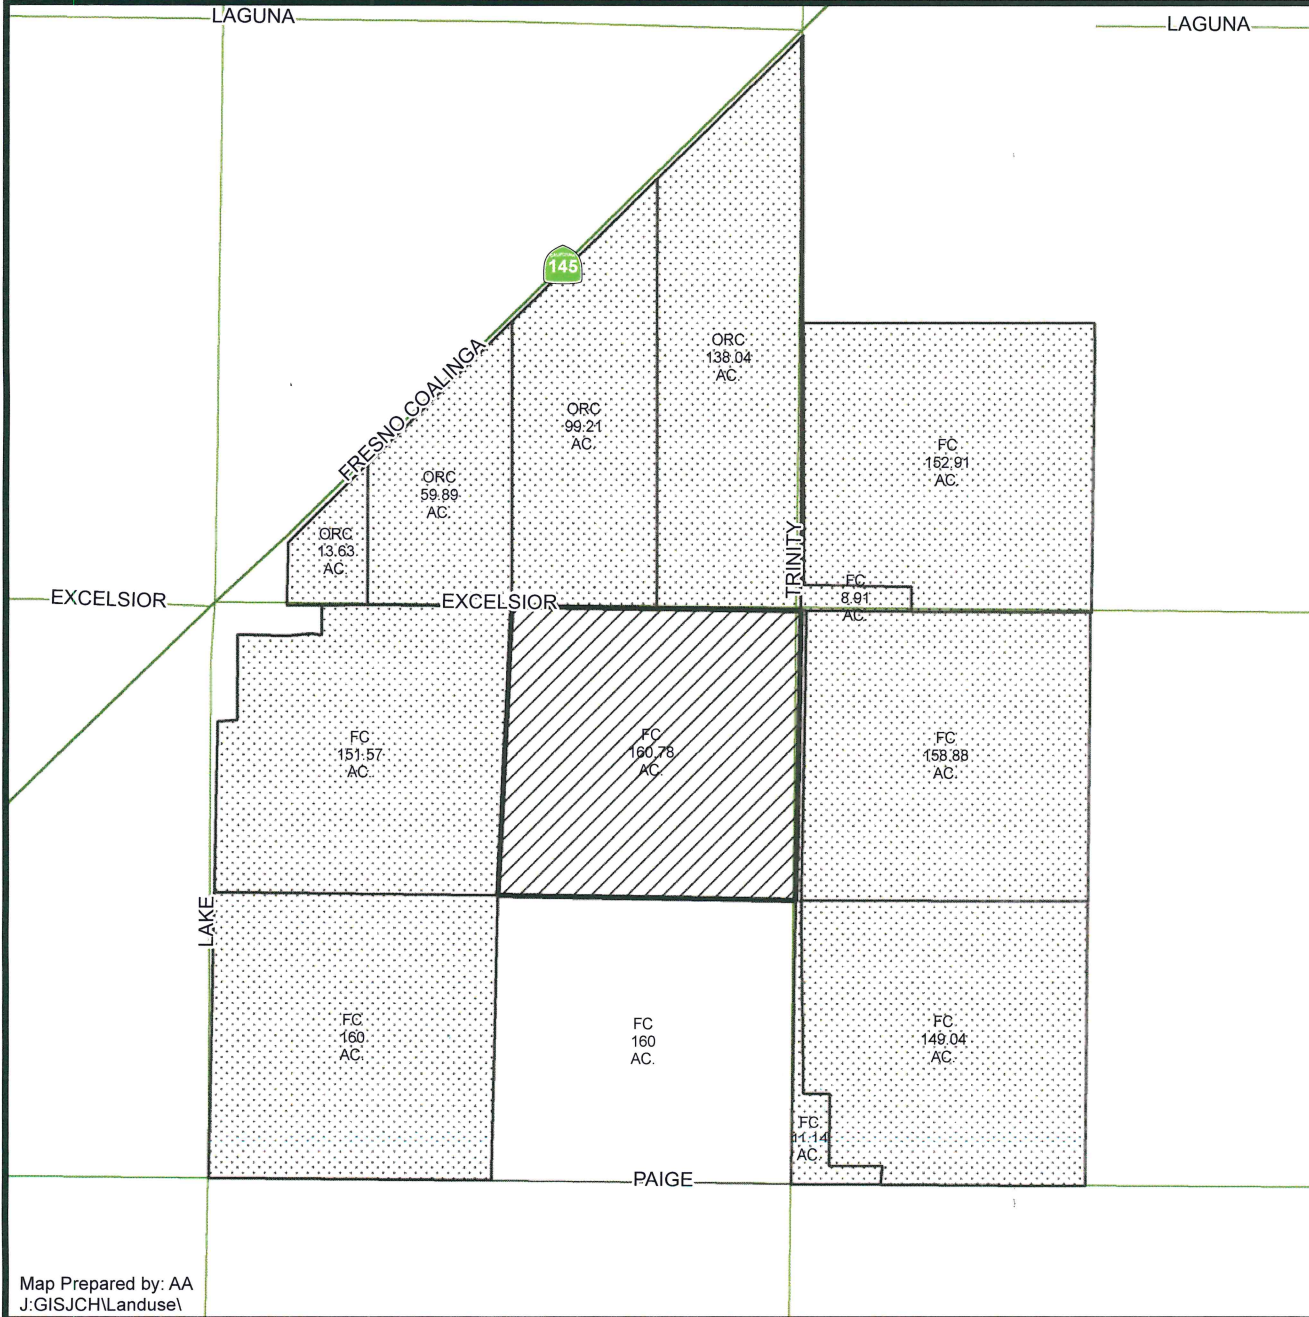 LAGUNA
LAGUNA
145
ORC
138.04
AC.
FRESNO COALINGA
ORC
99.21
AC.
FC
152.91
AC.
ORC
59.89
AC
ORC
13.63
AC.
TRINITY
FC
8.91
AC.
EXCELSIOR
EXCELSIOR
FC
151.57
AC.
FC
160.78
AC.
FC
158.88
AC.
LAKE
FC
160
AC.
FC
160
AC.
FC
149.04
AC.
FC
11.14
AC.
PAIGE
Map Prepared by: AA
J:GISJCH\Landuse\